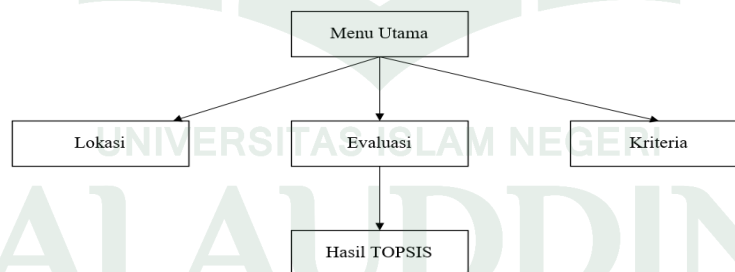 Menu Utama
Lokasi
Evaluasi
Kriteria
UNIVERSITAS ISLAM NEGERI
Hasil TOPSIS
ALAUDDIN